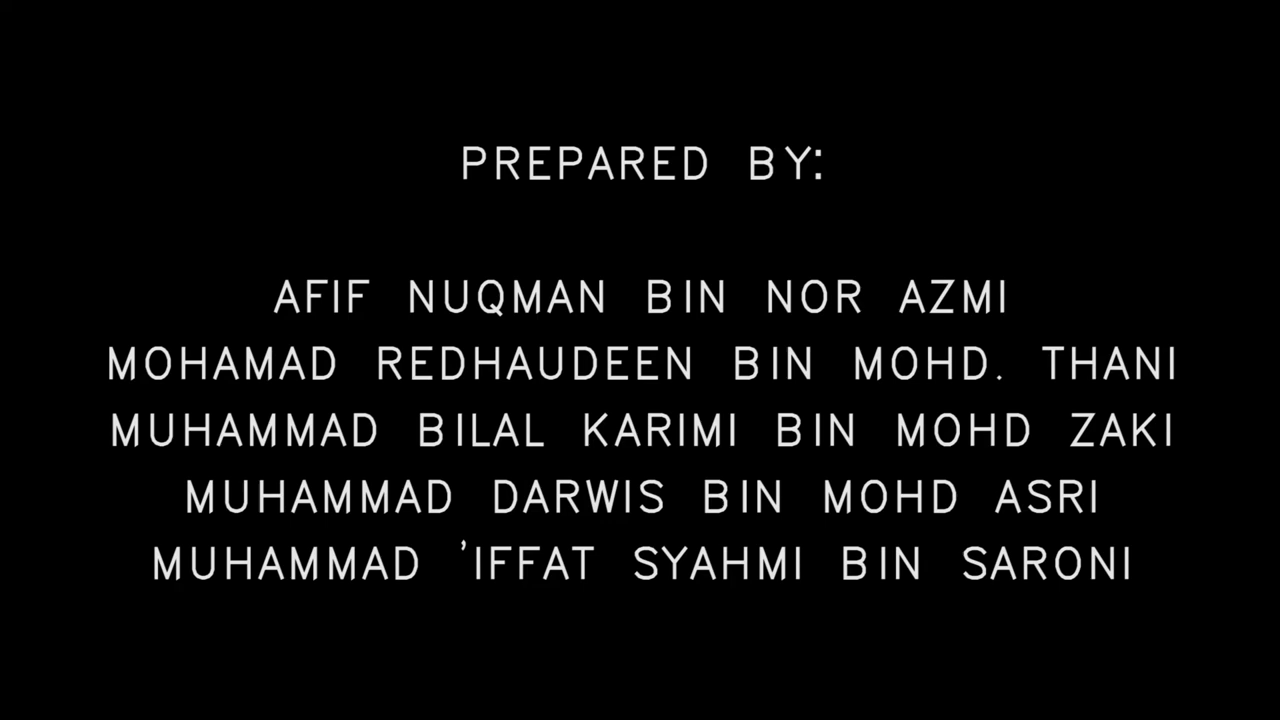 PREPARED BY:
AFIF NUQMAN BIN NOR AZMI
MOHAMAD REDHAUDEEN BIN MOHD. THANI
MUHAMMAD BILAL KARIMI BIN MOHD ZAKI
MUHAMMAD DARWIS BIN MOHD ASRI
MUHAMMAD 'IFFAT SYAHMI BIN SARONI